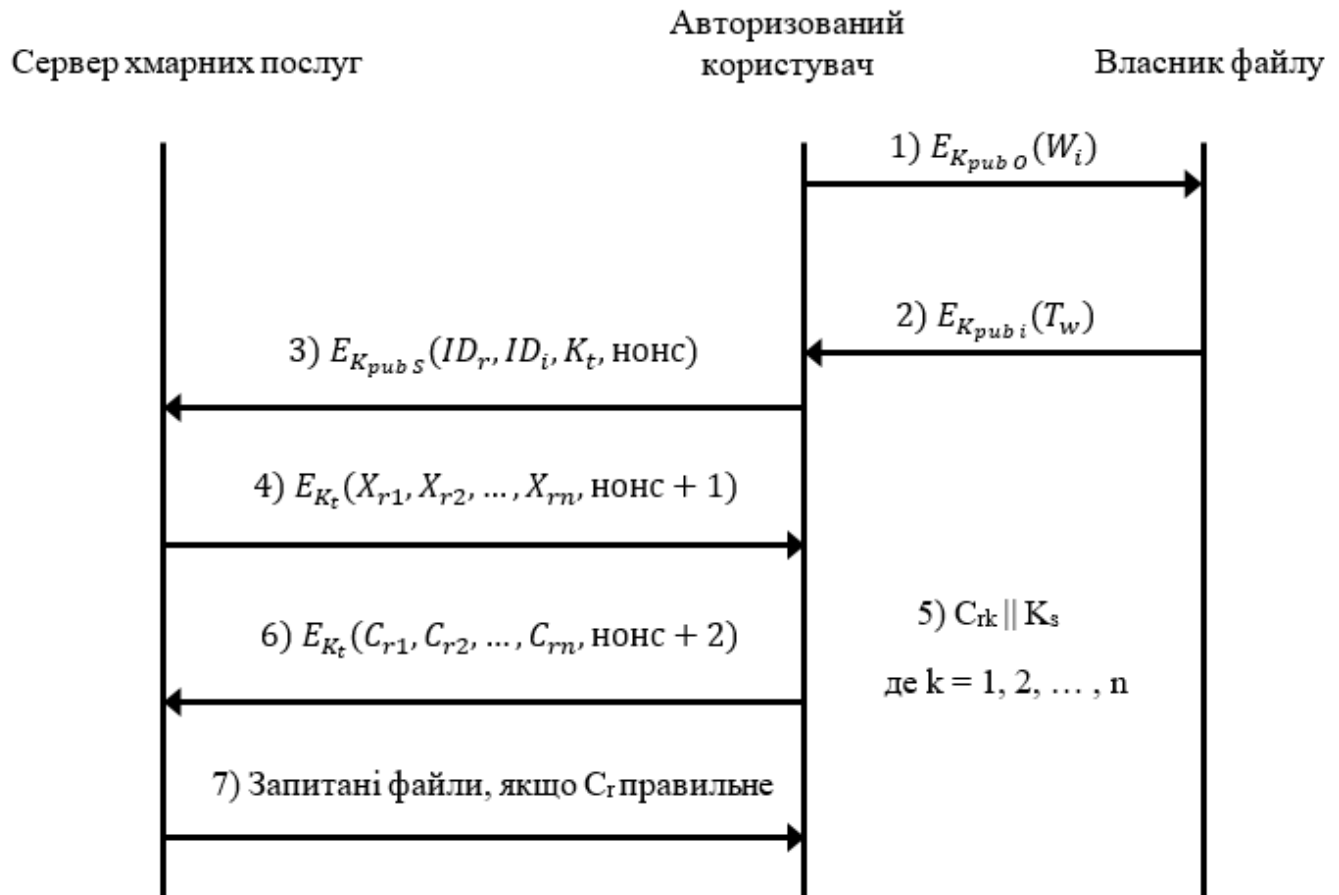 Сервер хмарних послуг
Авторизований
користувач
Власник файлу
1) E_{K_{pub O}}(W_i)
2) E_{K_{pub i}}(T_w)
3) E_{K_{pub S}}(ID_r, ID_i, K_t, нонс)
4) E_{K_t}(X_{r1}, X_{r2}, …, X_{rn}, нонс + 1)
5) C_{rk} || K_s
де k = 1, 2, … , n
6) E_{K_t}(C_{r1}, C_{r2}, …, C_{rn}, нонс + 2)
7) Запитані файли, якщо C_r правильне